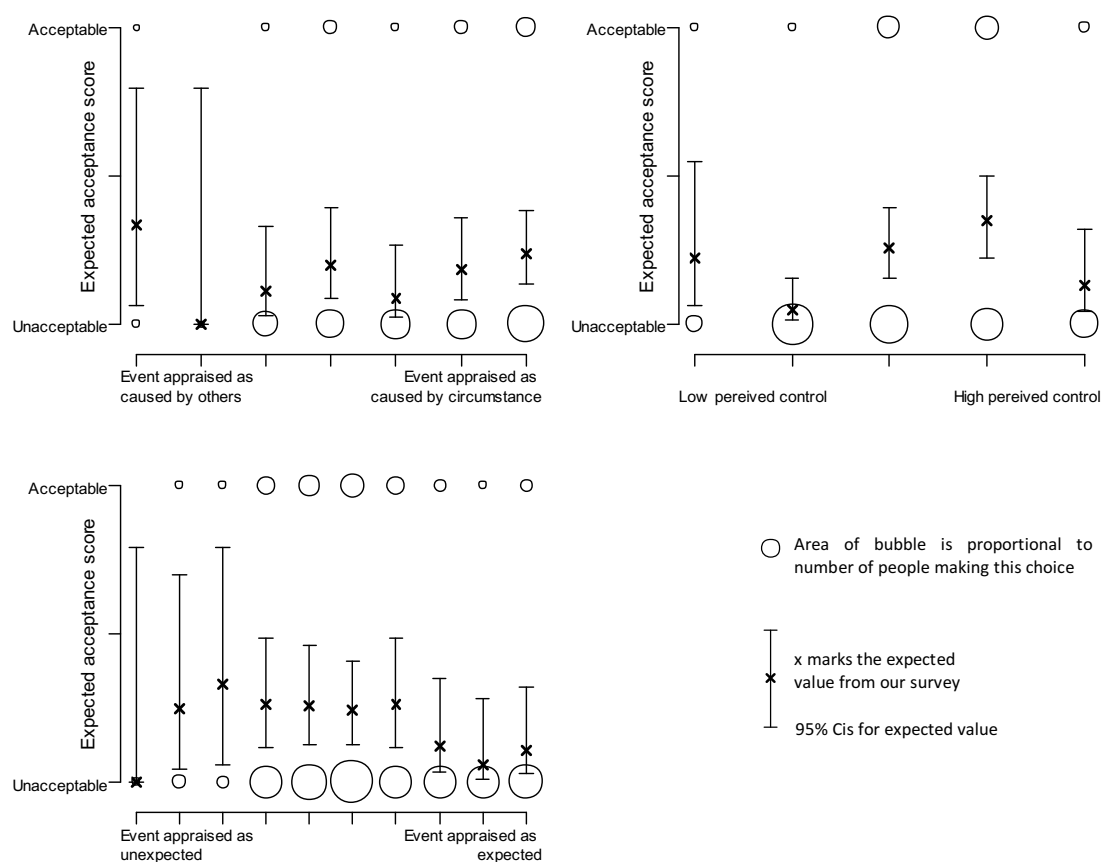 Acceptable
Expected acceptance score
Unacceptable
Event appraised as
caused by others
Event appraised as
caused by circumstance
Acceptable
Expected acceptance score
Unacceptable
Low pereived control
High pereived control
Acceptable
Expected acceptance score
Unacceptable
Event appraised as
unexpected
Event appraised as
expected
Area of bubble is proportional to
number of people making this choice
x marks the expected
value from our survey
95% Cis for expected value